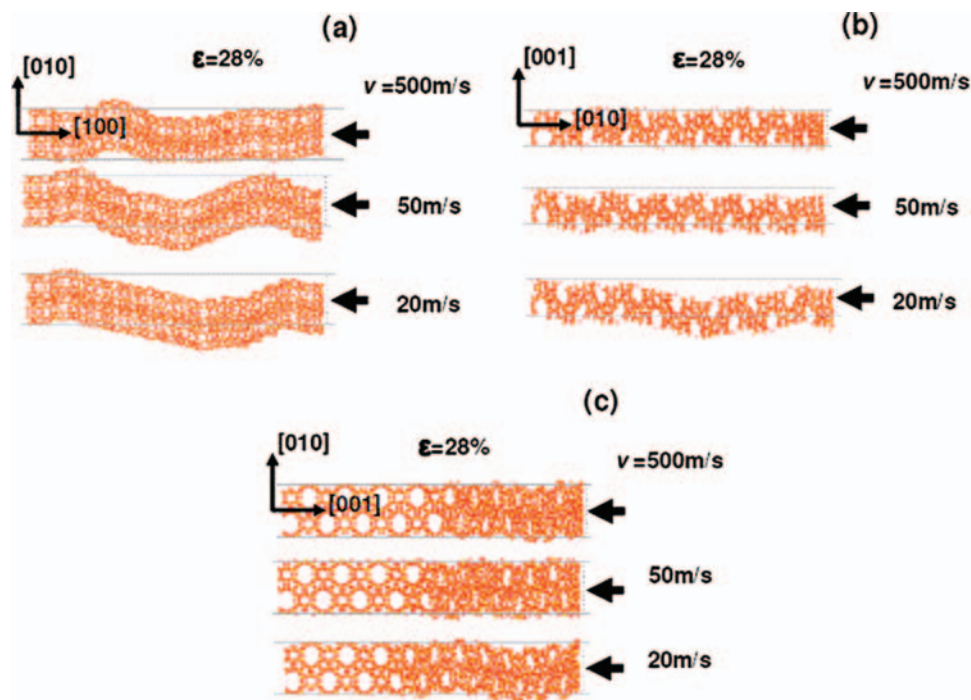 (a)
[010]
ε=28%
v =500m/s
[100]
50m/s
20m/s
(b)
[001]
ε=28%
v =500m/s
[010]
50m/s
20m/s
(c)
[010]
ε=28%
v =500m/s
[001]
50m/s
20m/s